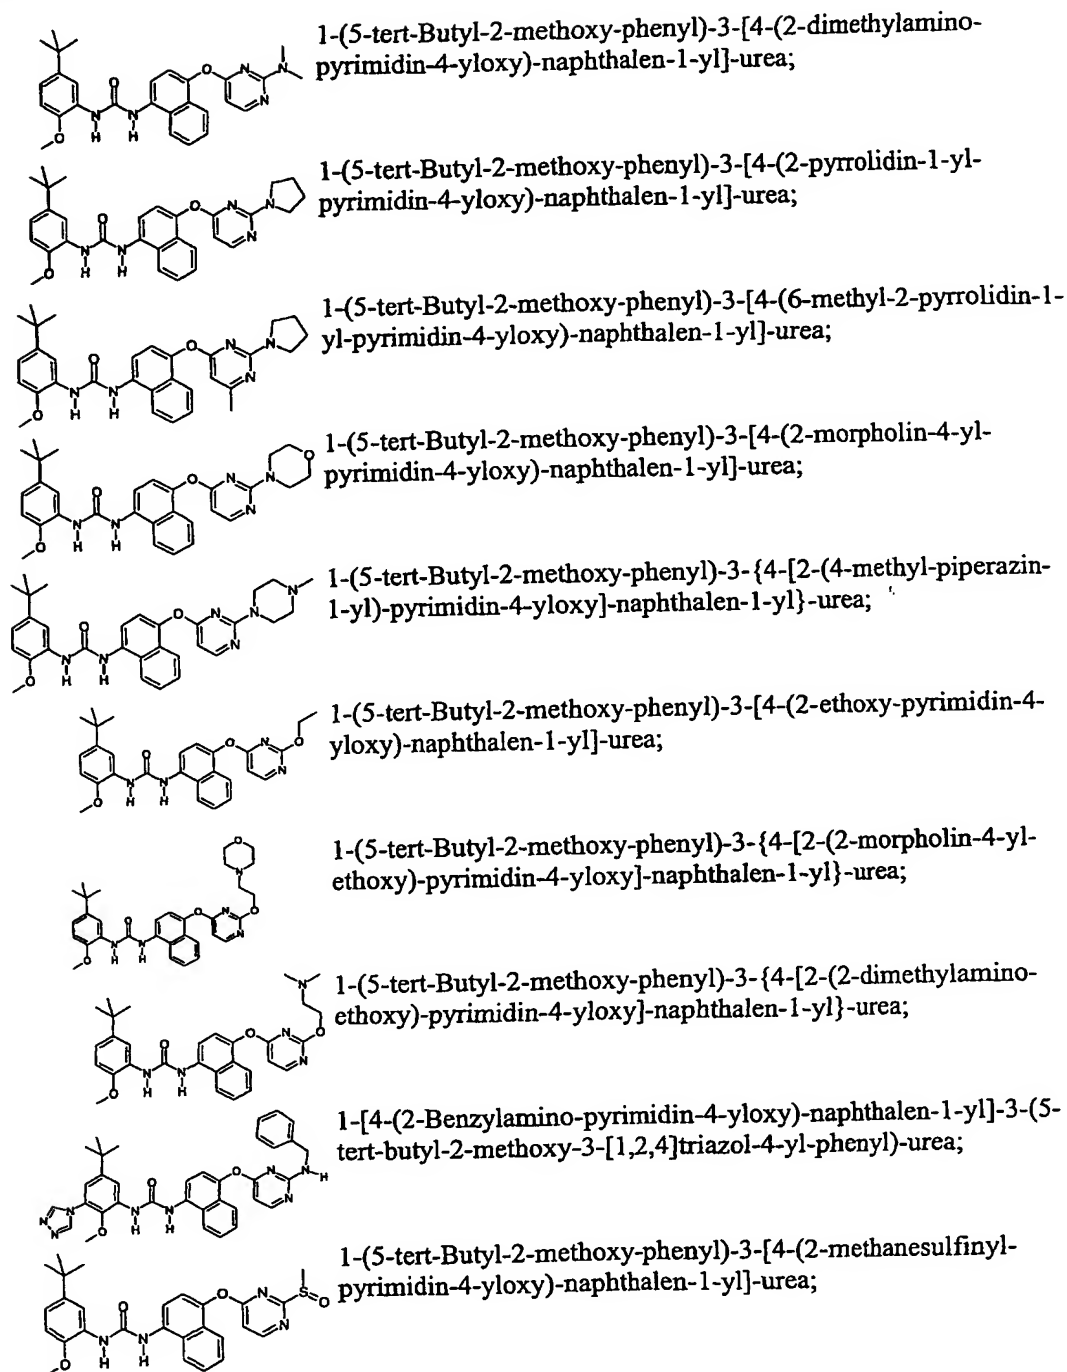 1-(5-tert-Butyl-2-methoxy-phenyl)-3-[4-(2-dimethylamino-
pyrimidin-4-yloxy)-naphthalen-1-yl]-urea;
1-(5-tert-Butyl-2-methoxy-phenyl)-3-[4-(2-pyrrolidin-1-yl-
pyrimidin-4-yloxy)-naphthalen-1-yl]-urea;
1-(5-tert-Butyl-2-methoxy-phenyl)-3-[4-(6-methyl-2-pyrrolidin-1-
yl-pyrimidin-4-yloxy)-naphthalen-1-yl]-urea;
1-(5-tert-Butyl-2-methoxy-phenyl)-3-[4-(2-morpholin-4-yl-
pyrimidin-4-yloxy)-naphthalen-1-yl]-urea;
1-(5-tert-Butyl-2-methoxy-phenyl)-3-{4-[2-(4-methyl-piperazin-
1-yl)-pyrimidin-4-yloxy]-naphthalen-1-yl}-urea;
1-(5-tert-Butyl-2-methoxy-phenyl)-3-[4-(2-ethoxy-pyrimidin-4-
yloxy)-naphthalen-1-yl]-urea;
1-(5-tert-Butyl-2-methoxy-phenyl)-3-{4-[2-(2-morpholin-4-yl-
ethoxy)-pyrimidin-4-yloxy]-naphthalen-1-yl}-urea;
1-(5-tert-Butyl-2-methoxy-phenyl)-3-{4-[2-(2-dimethylamino-
ethoxy)-pyrimidin-4-yloxy]-naphthalen-1-yl}-urea;
1-[4-(2-Benzylamino-pyrimidin-4-yloxy)-naphthalen-1-yl]-3-(5-
tert-butyl-2-methoxy-3-[1,2,4]triazol-4-yl-phenyl)-urea;
1-(5-tert-Butyl-2-methoxy-phenyl)-3-[4-(2-methanesulfinyl-
pyrimidin-4-yloxy)-naphthalen-1-yl]-urea;